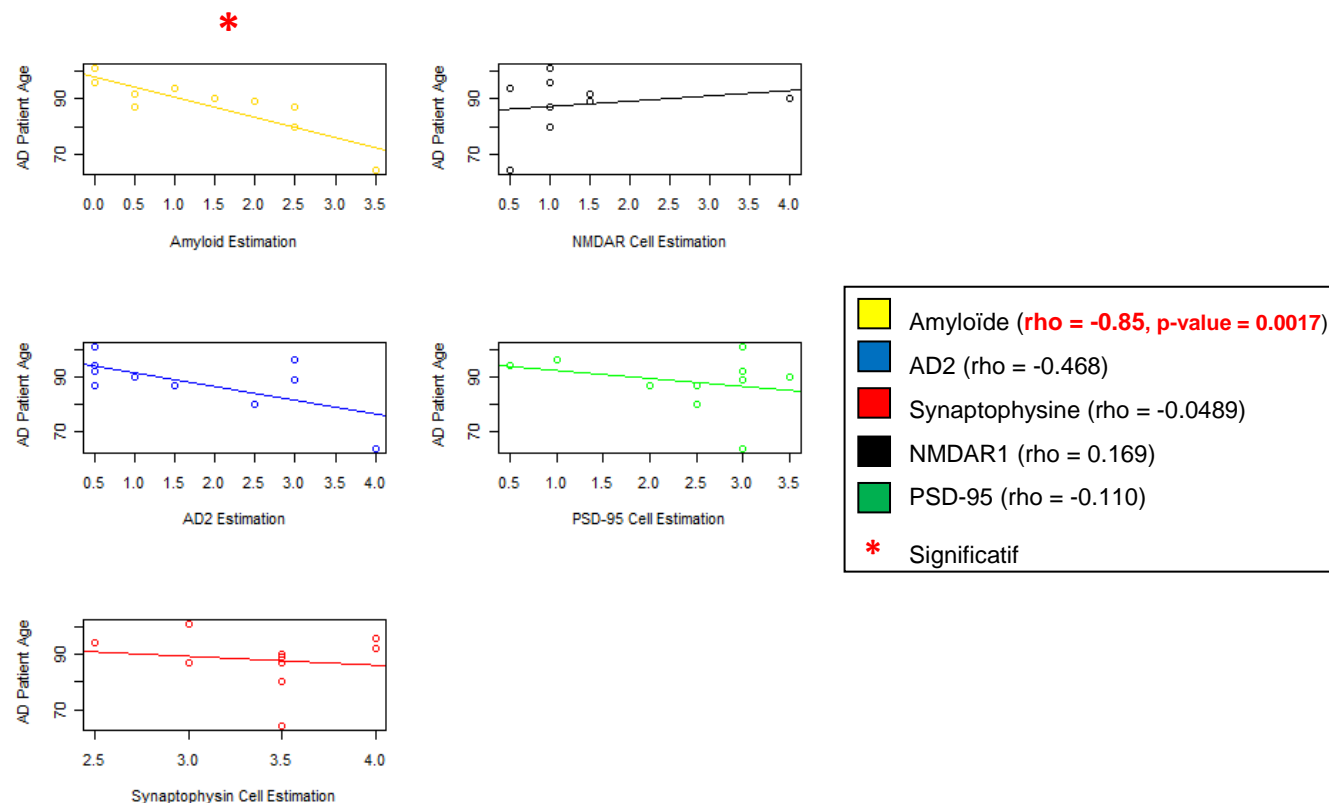 *
AD Patient Age
90
70
0.0 0.5 1.0 1.5 2.0 2.5 3.0 3.5
Amyloid Estimation
AD Patient Age
90
70
0.5 1.0 1.5 2.0 2.5 3.0 3.5 4.0
NMDAR Cell Estimation
AD Patient Age
90
70
0.5 1.0 1.5 2.0 2.5 3.0 3.5 4.0
AD2 Estimation
AD Patient Age
90
70
0.5 1.0 1.5 2.0 2.5 3.0 3.5
PSD-95 Cell Estimation
AD Patient Age
90
70
2.5 3.0 3.5 4.0
Synaptophysin Cell Estimation
Amyloïde (rho = -0.85, p-value = 0.0017)
AD2 (rho = -0.468)
Synaptophysine (rho = -0.0489)
NMDAR1 (rho = 0.169)
PSD-95 (rho = -0.110)
* Significatif